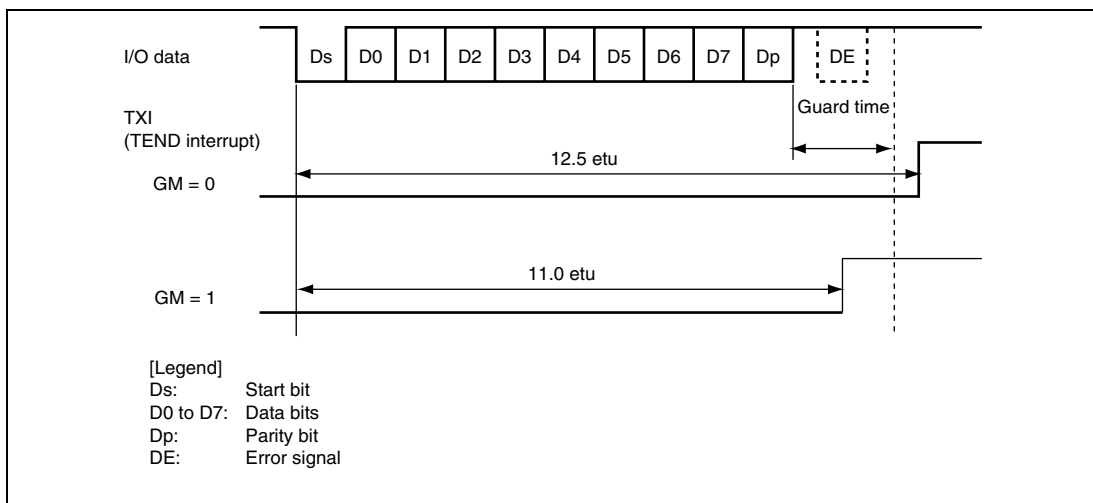 I/O data
Ds D0 D1 D2 D3 D4 D5 D6 D7 Dp DE
Guard time
TXI
(TEND interrupt)
12.5 etu
GM = 0
11.0 etu
GM = 1
[Legend]
Ds: Start bit
D0 to D7: Data bits
Dp: Parity bit
DE: Error signal